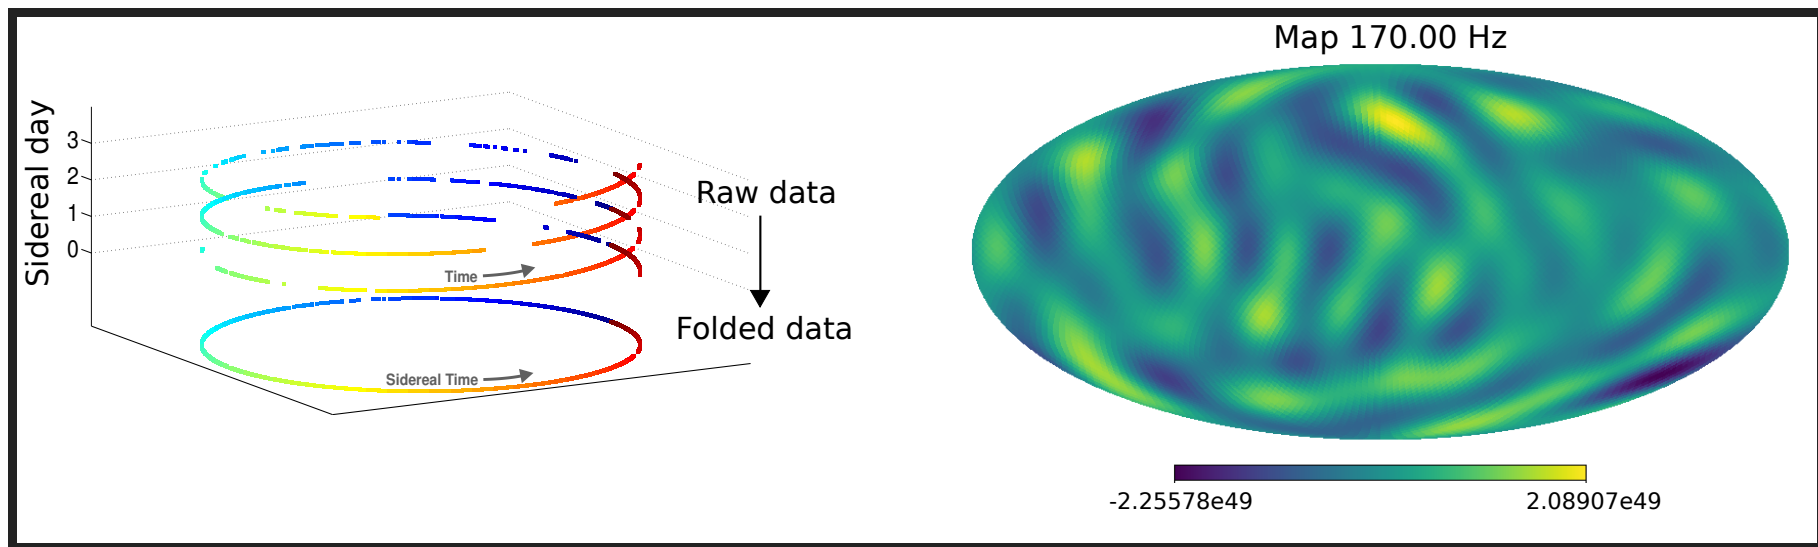 Sidereal day
3
2
1
0
Time
Sidereal Time
Raw data
Folded data
Map 170.00 Hz
-2.25578e49
2.08907e49